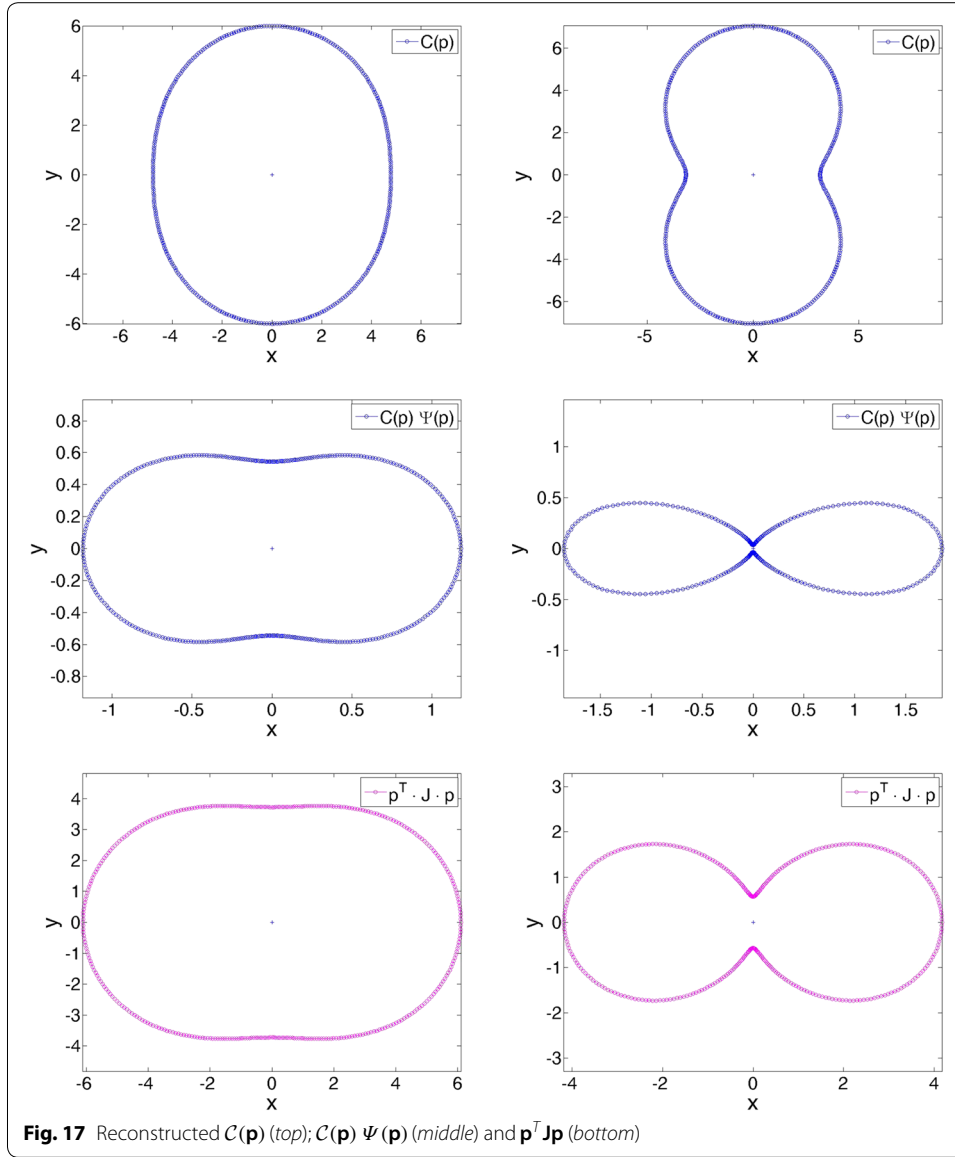 C(p)
6
4
2
0
-2
-4
-6
y
-6 -4 -2 0 2 4 6
x
C(p)
6
4
2
0
-2
-4
-6
y
-5 0 5
x
C(p) Ψ(p)
0.8
0.6
0.4
0.2
0
-0.2
-0.4
-0.6
-0.8
y
-1 -0.5 0 0.5 1
x
C(p) Ψ(p)
1
0.5
0
-0.5
-1
y
-1.5 -1 -0.5 0 0.5 1 1.5
x
p^T · J · p
4
3
2
1
0
-1
-2
-3
-4
y
-6 -4 -2 0 2 4 6
x
p^T · J · p
3
2
1
0
-1
-2
-3
y
-4 -2 0 2 4
x
Fig. 17 Reconstructed C(p) (top); C(p) Ψ(p) (middle) and p^T Jp (bottom)